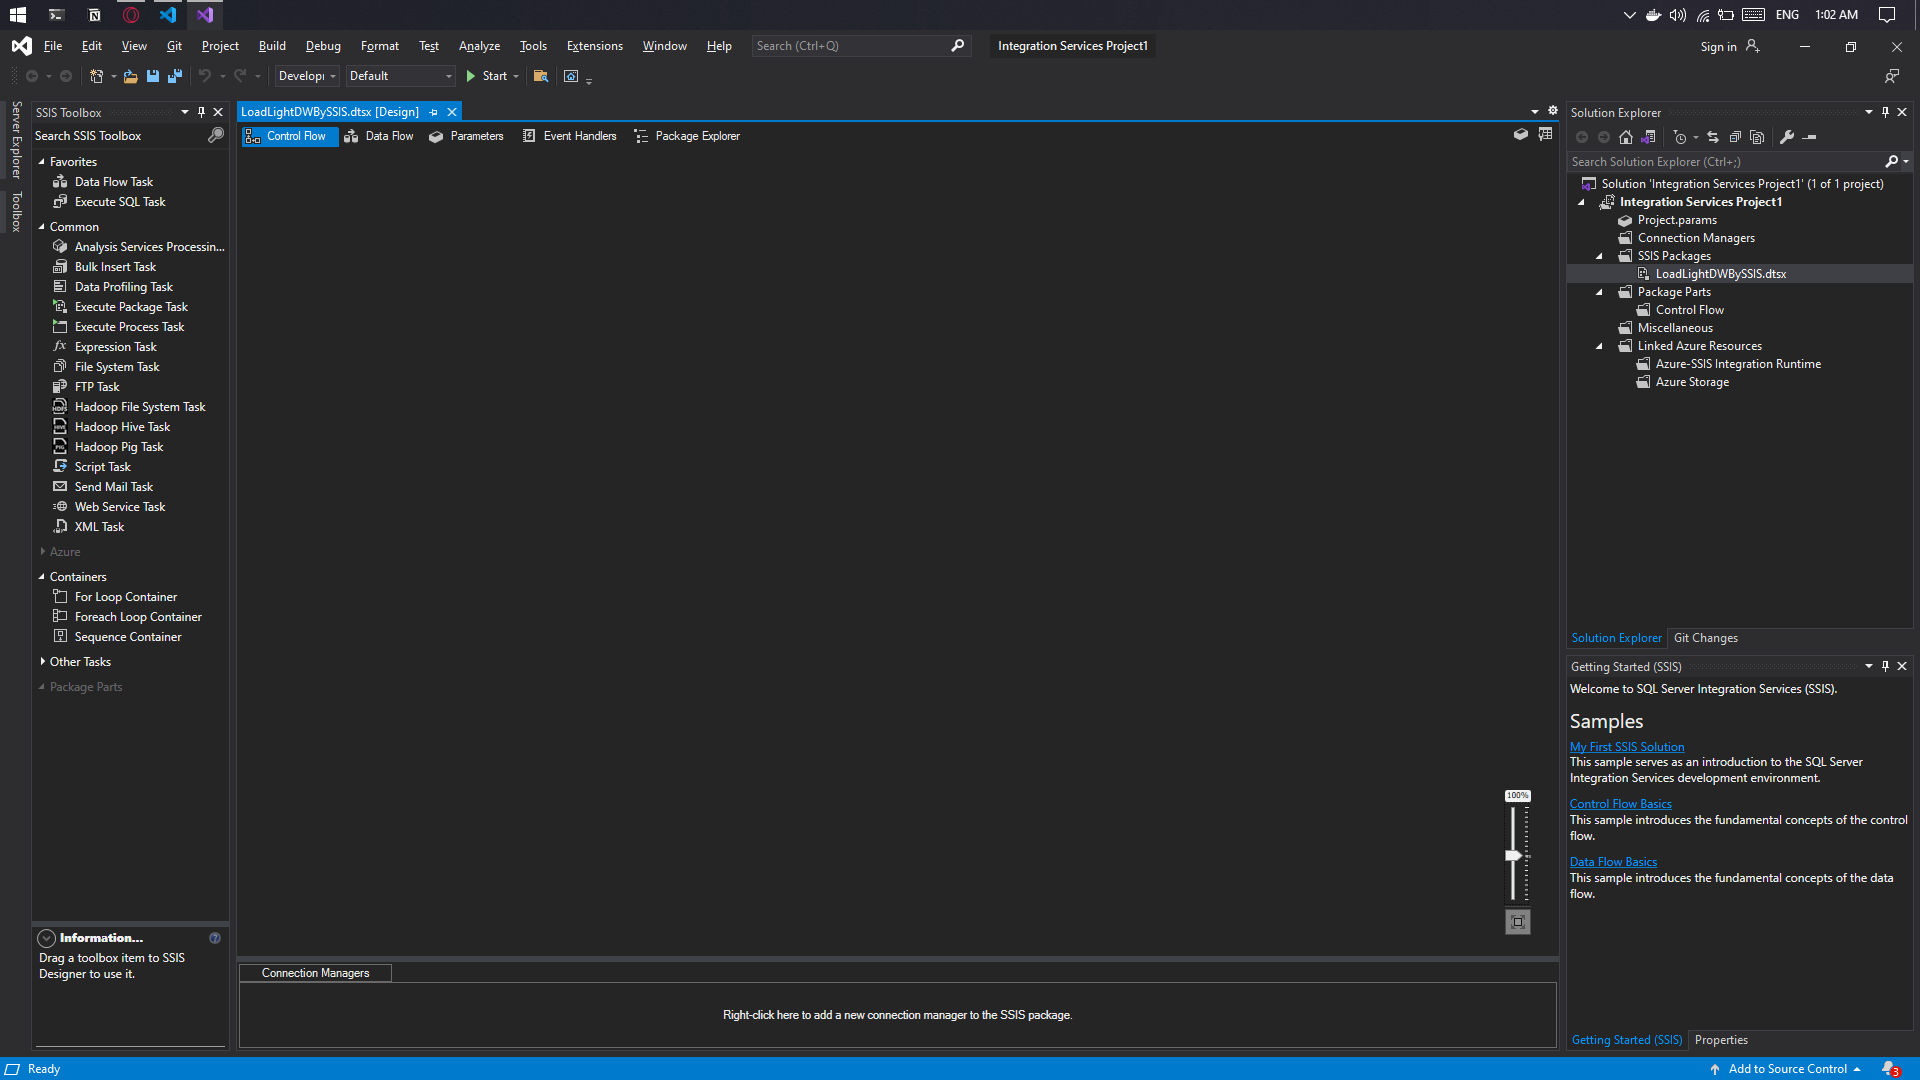 ENG
1:02 AM
File Edit View Git Project Build Debug Format Test Analyze Tools Extensions Window Help
Search (Ctrl+Q)
Integration Services Project1
Sign in
Developi
Default
Start
Server Explorer
Toolbox
SSIS Toolbox
Search SSIS Toolbox
Favorites
Data Flow Task
Execute SQL Task
Common
Analysis Services Processin...
Bulk Insert Task
Data Profiling Task
Execute Package Task
Execute Process Task
Expression Task
File System Task
FTP Task
Hadoop File System Task
Hadoop Hive Task
Hadoop Pig Task
Script Task
Send Mail Task
Web Service Task
XML Task
Azure
Containers
For Loop Container
Foreach Loop Container
Sequence Container
Other Tasks
Package Parts
Information...
Drag a toolbox item to SSIS
Designer to use it.
LoadLightDWBySSIS.dtsx [Design]
Control Flow
Data Flow
Parameters
Event Handlers
Package Explorer
100%
Connection Managers
Right-click here to add a new connection manager to the SSIS package.
Solution Explorer
Search Solution Explorer (Ctrl+;)
Solution 'Integration Services Project1' (1 of 1 project)
Integration Services Project1
Project.params
Connection Managers
SSIS Packages
LoadLightDWBySSIS.dtsx
Package Parts
Control Flow
Miscellaneous
Linked Azure Resources
Azure-SSIS Integration Runtime
Azure Storage
Solution Explorer
Git Changes
Getting Started (SSIS)
Welcome to SQL Server Integration Services (SSIS).
Samples
My First SSIS Solution
This sample serves as an introduction to the SQL Server
Integration Services development environment.
Control Flow Basics
This sample introduces the fundamental concepts of the control
flow.
Data Flow Basics
This sample introduces the fundamental concepts of the data
flow.
Getting Started (SSIS)
Properties
Ready
Add to Source Control
3